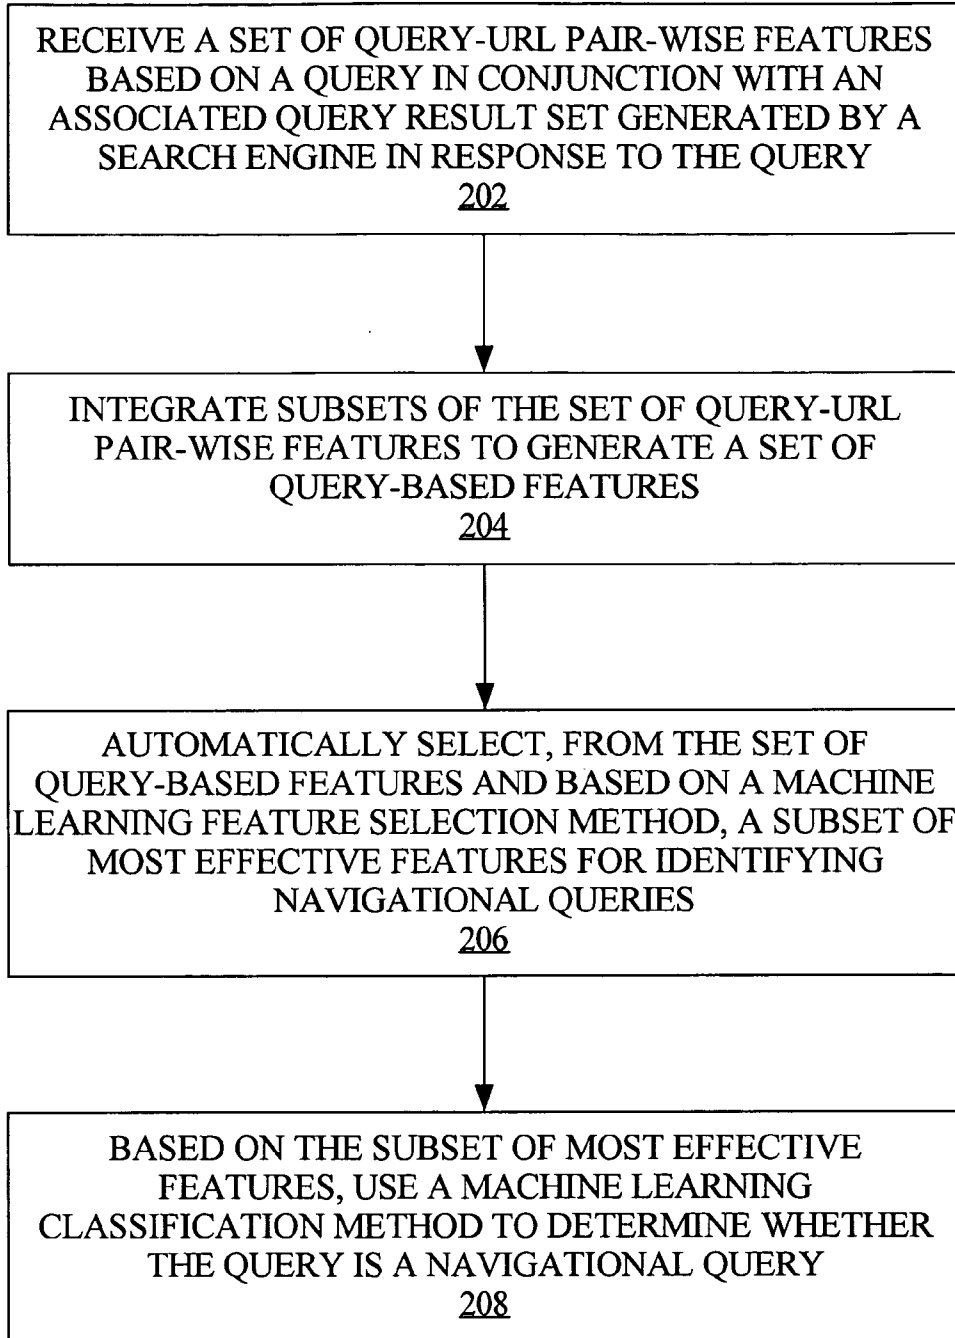 RECEIVE A SET OF QUERY-URL PAIR-WISE FEATURES
BASED ON A QUERY IN CONJUNCTION WITH AN
ASSOCIATED QUERY RESULT SET GENERATED BY A
SEARCH ENGINE IN RESPONSE TO THE QUERY
202
INTEGRATE SUBSETS OF THE SET OF QUERY-URL
PAIR-WISE FEATURES TO GENERATE A SET OF
QUERY-BASED FEATURES
204
AUTOMATICALLY SELECT, FROM THE SET OF
QUERY-BASED FEATURES AND BASED ON A MACHINE
LEARNING FEATURE SELECTION METHOD, A SUBSET OF
MOST EFFECTIVE FEATURES FOR IDENTIFYING
NAVIGATIONAL QUERIES
206
BASED ON THE SUBSET OF MOST EFFECTIVE
FEATURES, USE A MACHINE LEARNING
CLASSIFICATION METHOD TO DETERMINE WHETHER
THE QUERY IS A NAVIGATIONAL QUERY
208